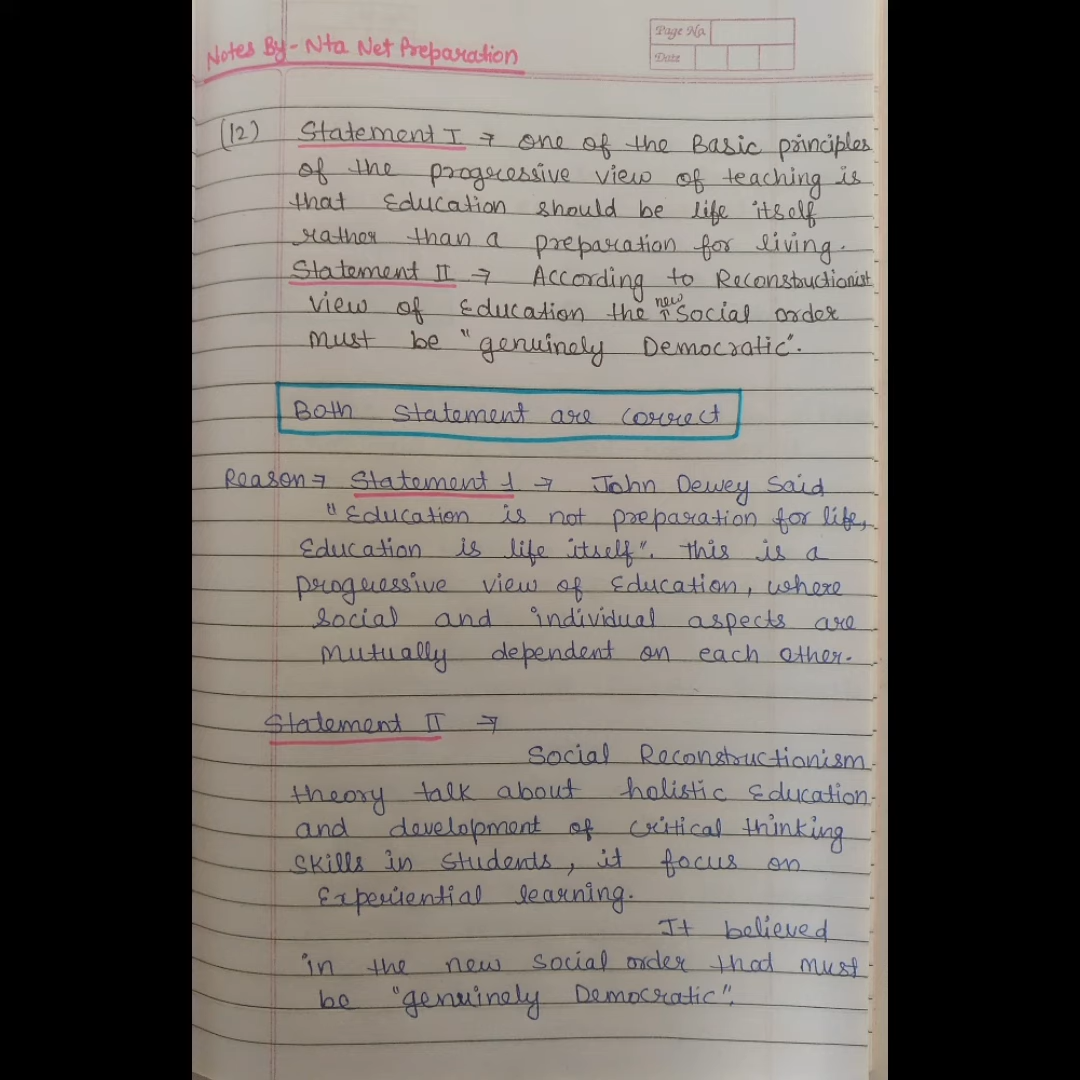 Notes By - Nta Net Preparation
Page No.
Date
(12) Statement I → One of the Basic principles
of the progressive view of teaching is
that Education should be life itself
rather than a preparation for living.
Statement II → According to Reconstructionist
view of Education the new social order
must be "genuinely Democratic".
Both Statement are correct
Reason → Statement 1 → John Dewey Said
"Education is not preparation for life,
Education is life itself". This is a
progressive view of Education, where
social and individual aspects are
mutually dependent on each other.
Statement II →
Social Reconstructionism
theory talk about holistic Education
and development of critical thinking
skills in students, it focus on
Experiential learning.
It believed
in the new social order that must
be "genuinely Democratic".